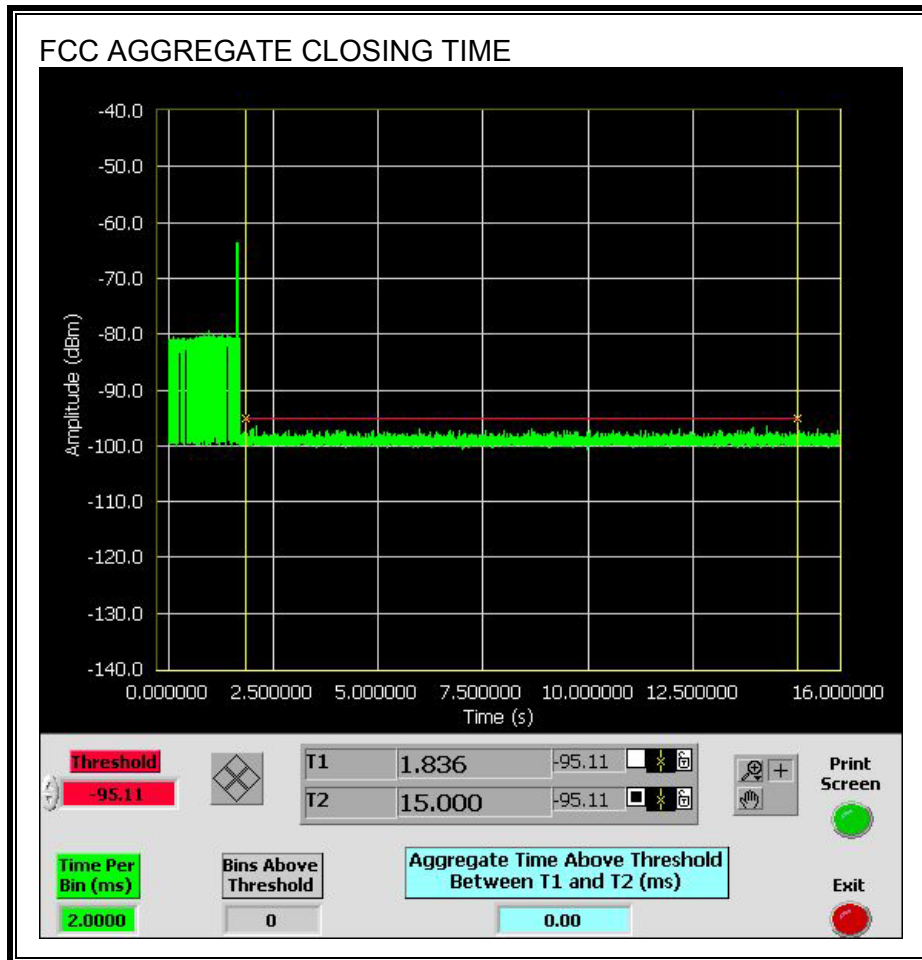 FCC AGGREGATE CLOSING TIME
-40.0
-50.0
-60.0
-70.0
-80.0
-90.0
-100.0
-110.0
-120.0
-130.0
-140.0
Amplitude (dBm)
0.000000 2.500000 5.000000 7.500000 10.000000 12.500000 16.000000
Time (s)
Threshold
-95.11
T1 1.836 -95.11
T2 15.000 -95.11
Print
Screen
Time Per
Bin (ms)
2.0000
Bins Above
Threshold
0
Aggregate Time Above Threshold
Between T1 and T2 (ms)
0.00
Exit